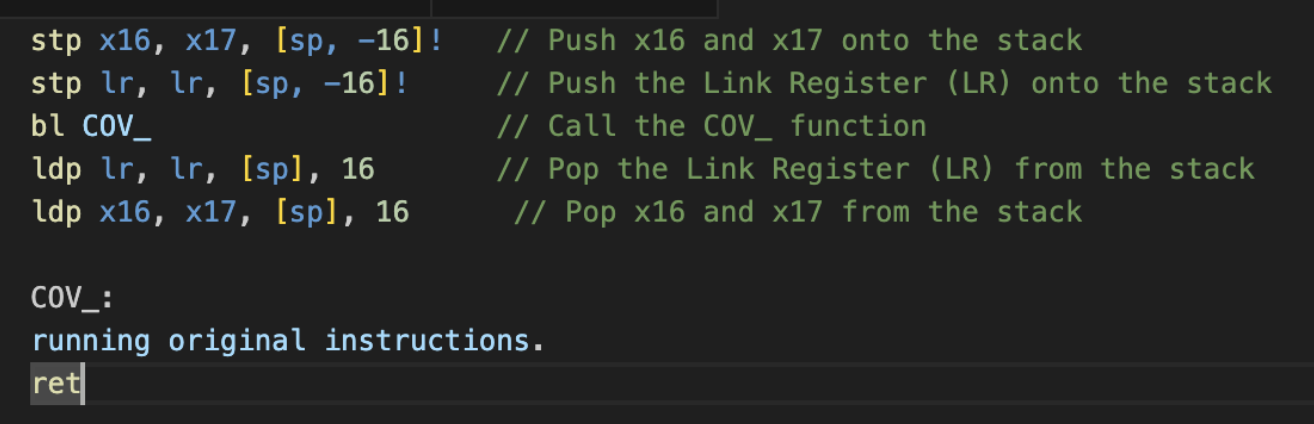 stp x16, x17, [sp, -16]!   // Push x16 and x17 onto the stack
stp lr, lr, [sp, -16]!     // Push the Link Register (LR) onto the stack
bl COV_                    // Call the COV_ function
ldp lr, lr, [sp], 16       // Pop the Link Register (LR) from the stack
ldp x16, x17, [sp], 16      // Pop x16 and x17 from the stack
COV_:
running original instructions.
ret